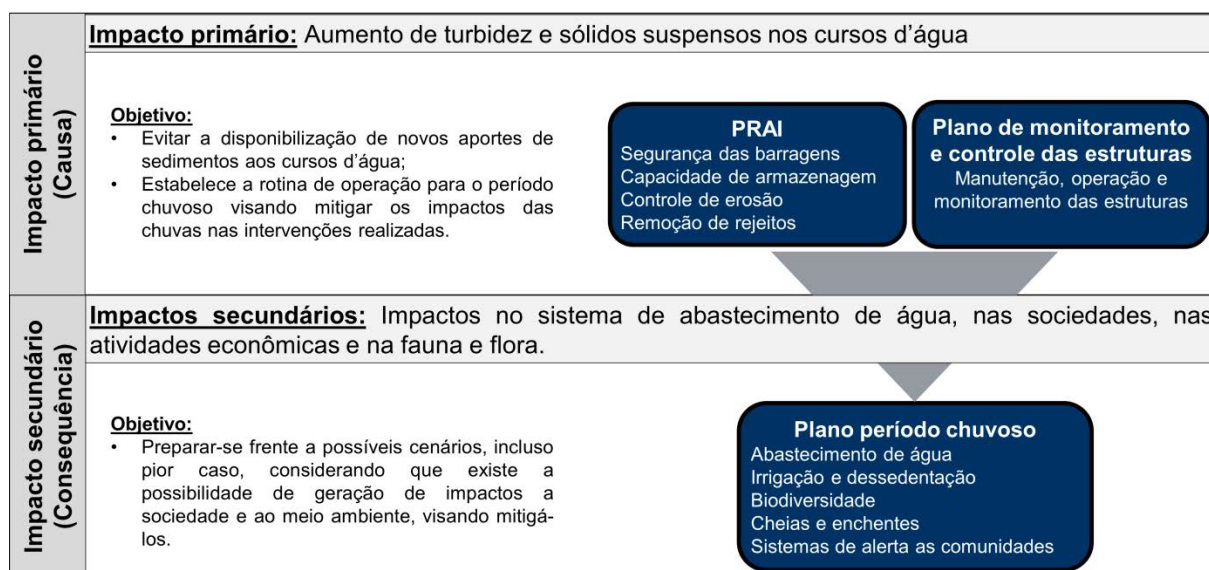 Impacto primário
(Causa)
Impacto primário: Aumento de turbidez e sólidos suspensos nos cursos d'água
Objetivo:
• Evitar a disponibilização de novos aportes de
sedimentos aos cursos d'água;
• Estabelece a rotina de operação para o período
chuvoso visando mitigar os impactos das
chuvas nas intervenções realizadas.
PRAI
Segurança das barragens
Capacidade de armazenagem
Controle de erosão
Remoção de rejeitos
Plano de monitoramento
e controle das estruturas
Manutenção, operação e
monitoramento das estruturas
Impacto secundário
(Consequência)
Impactos secundários: Impactos no sistema de abastecimento de água, nas sociedades, nas
atividades econômicas e na fauna e flora.
Objetivo:
• Preparar-se frente a possíveis cenários, incluso
pior caso, considerando que existe a
possibilidade de geração de impactos a
sociedade e ao meio ambiente, visando mitigá-
los.
Plano período chuvoso
Abastecimento de água
Irrigação e dessedentação
Biodiversidade
Cheias e enchentes
Sistemas de alerta as comunidades